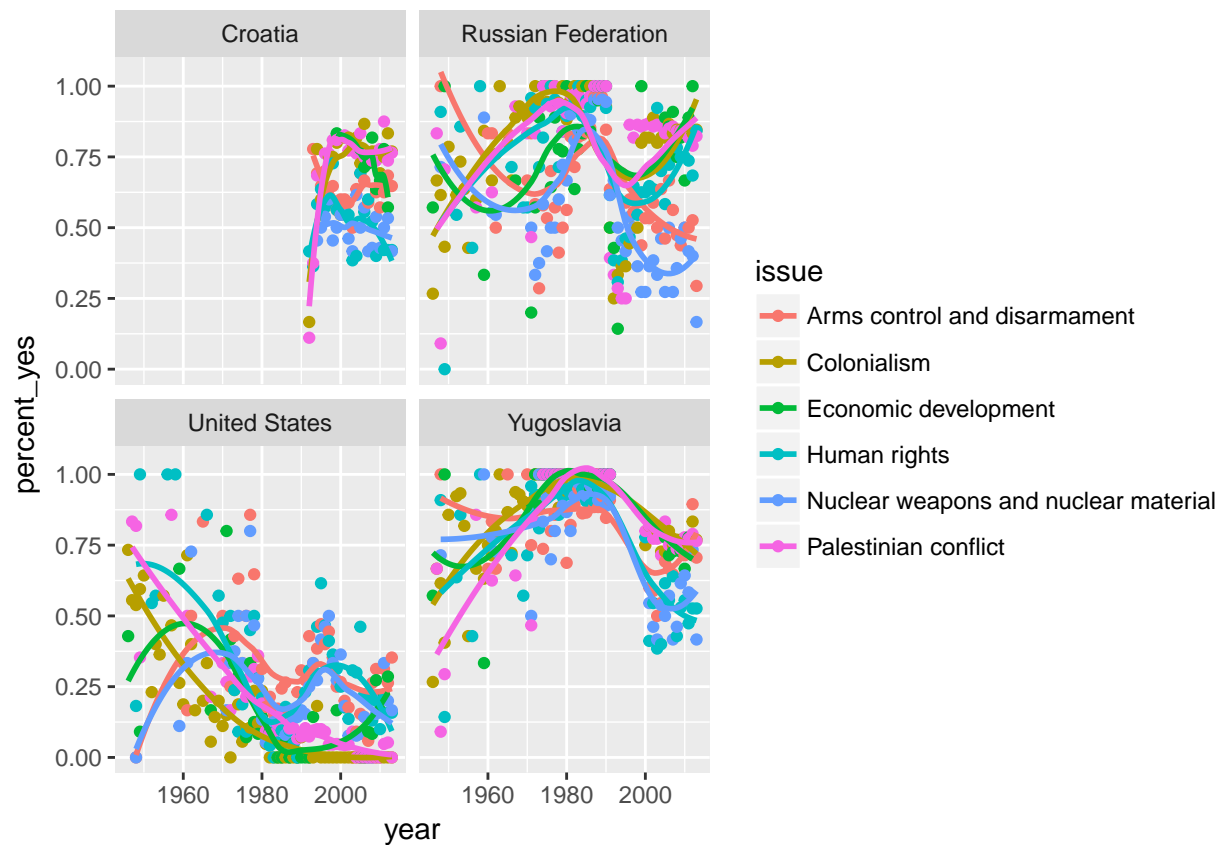 Croatia
Russian Federation
1.00
0.75
0.50
0.25
0.00
United States
Yugoslavia
1.00
0.75
0.50
0.25
0.00
1960
1980
2000
1960
1980
2000
year
percent_yes
issue
Arms control and disarmament
Colonialism
Economic development
Human rights
Nuclear weapons and nuclear material
Palestinian conflict